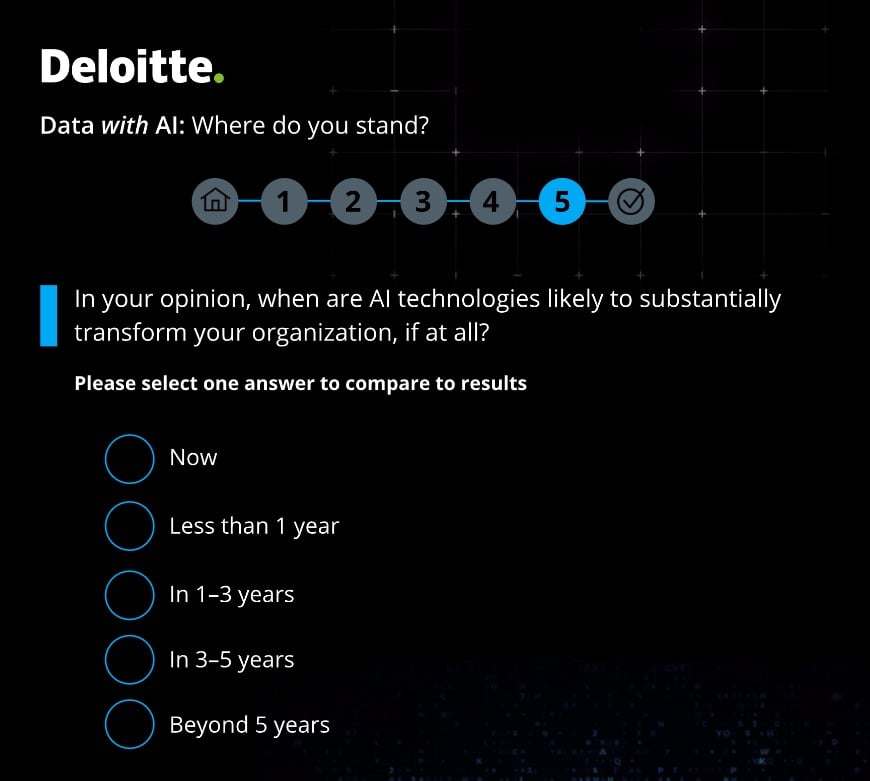 Deloitte.
Data with AI: Where do you stand?
1 2 3 4 5
In your opinion, when are AI technologies likely to substantially
transform your organization, if at all?
Please select one answer to compare to results
Now
Less than 1 year
In 1–3 years
In 3–5 years
Beyond 5 years